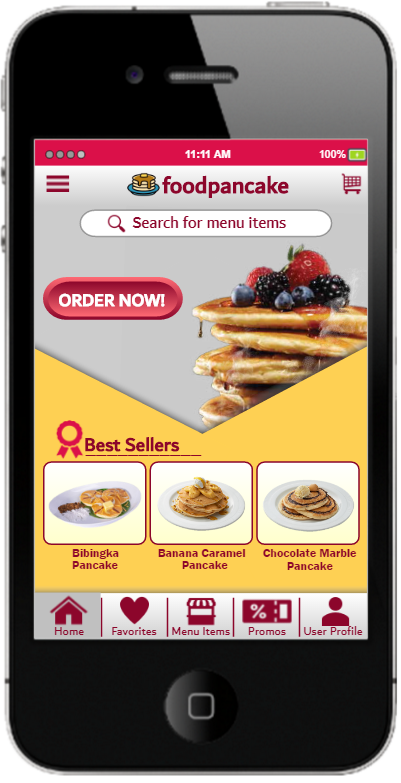 11:11 AM
100%
foodpancake
Search for menu items
ORDER NOW!
Best Sellers
Bibingka
Pancake
Banana Caramel
Pancake
Chocolate Marble
Pancake
%
Home
Favorites
Menu Items
Promos
User Profile